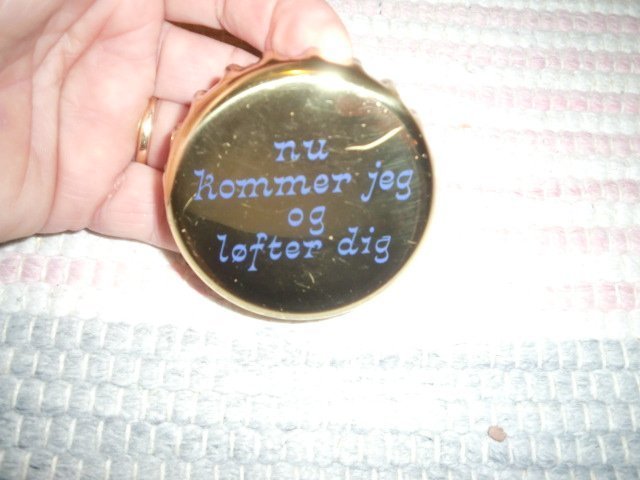 nu
kommer jeg
og
løfter dig